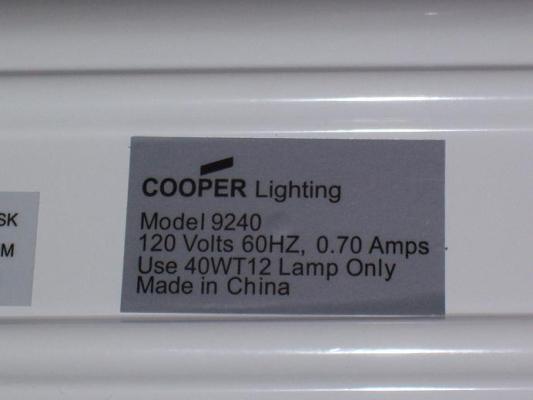 COOPER Lighting
Model 9240
120 Volts 60HZ, 0.70 Amps
Use 40WT12 Lamp Only
Made in China
SK
M